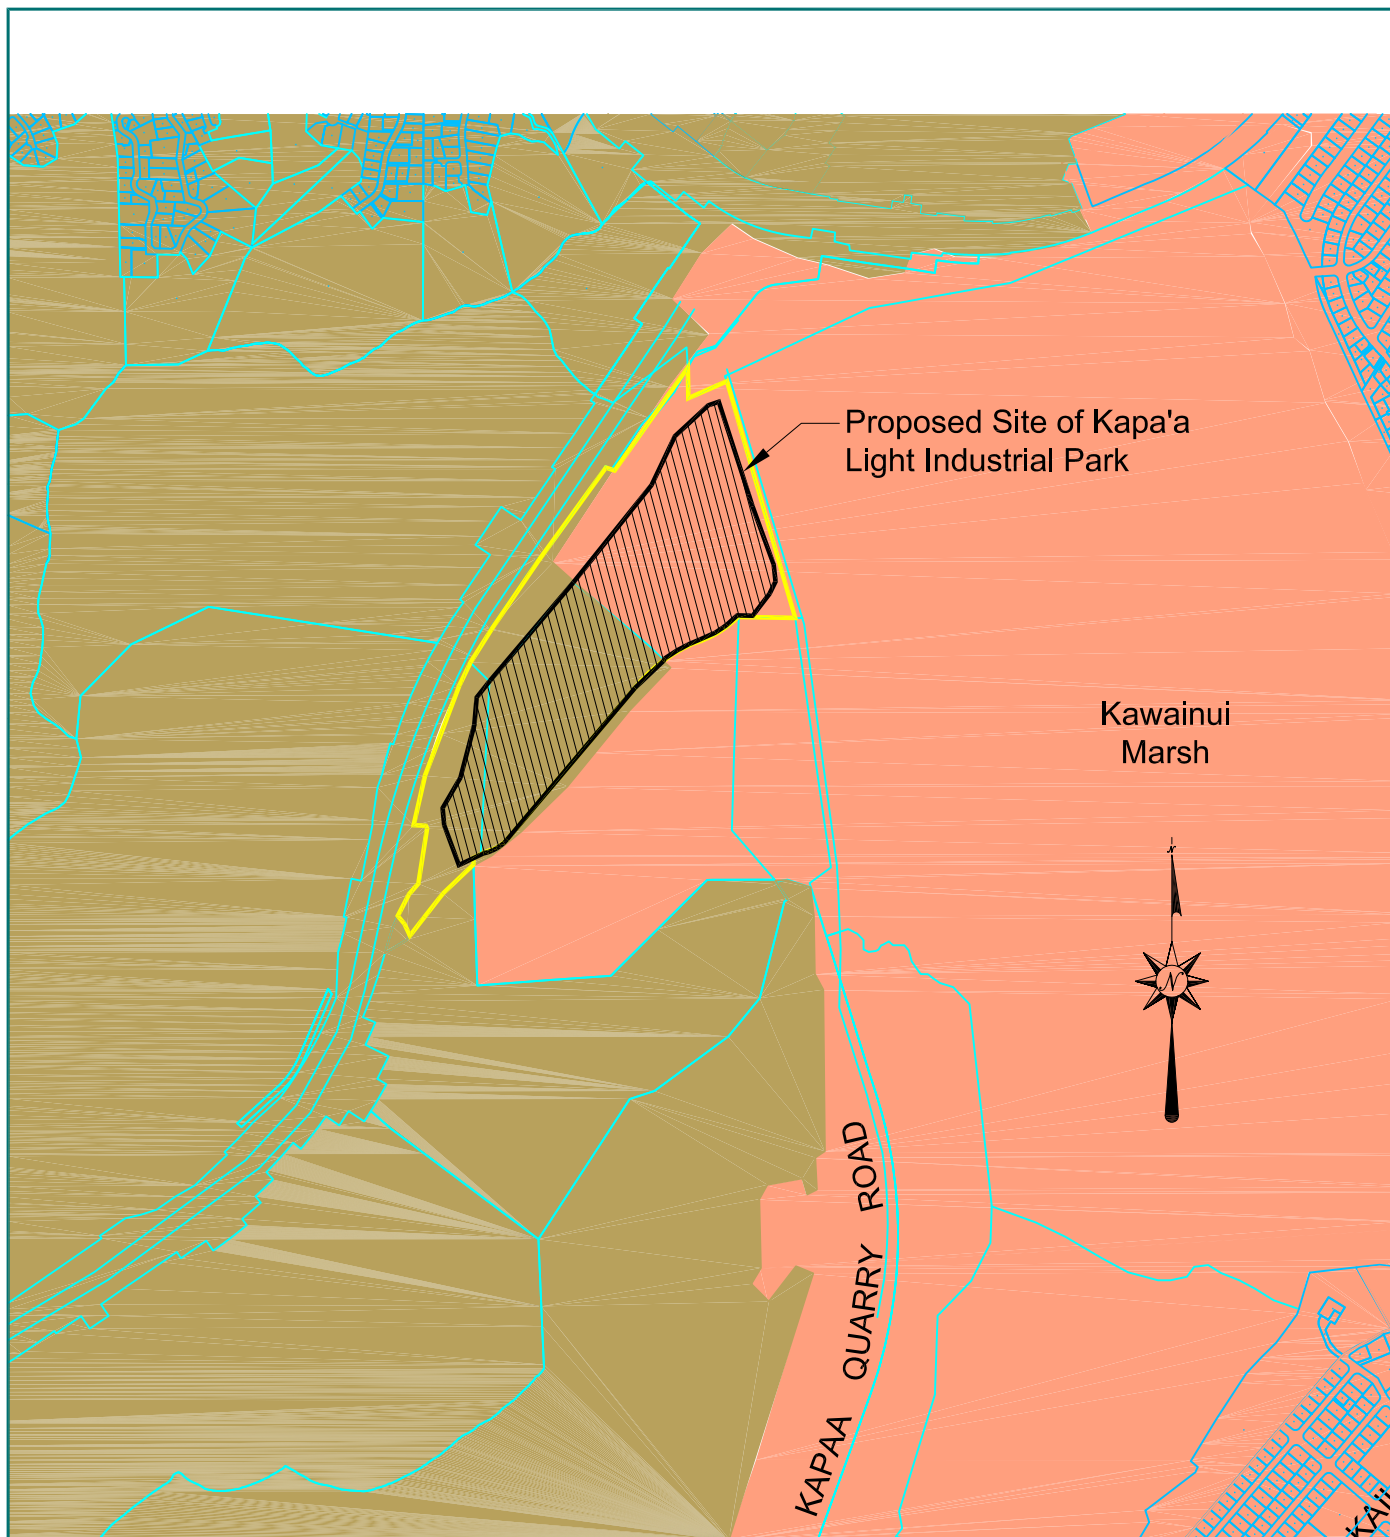 Proposed Site of Kapa'a
Light Industrial Park
Kawainui
Marsh
N
KAPAA QUARRY ROAD